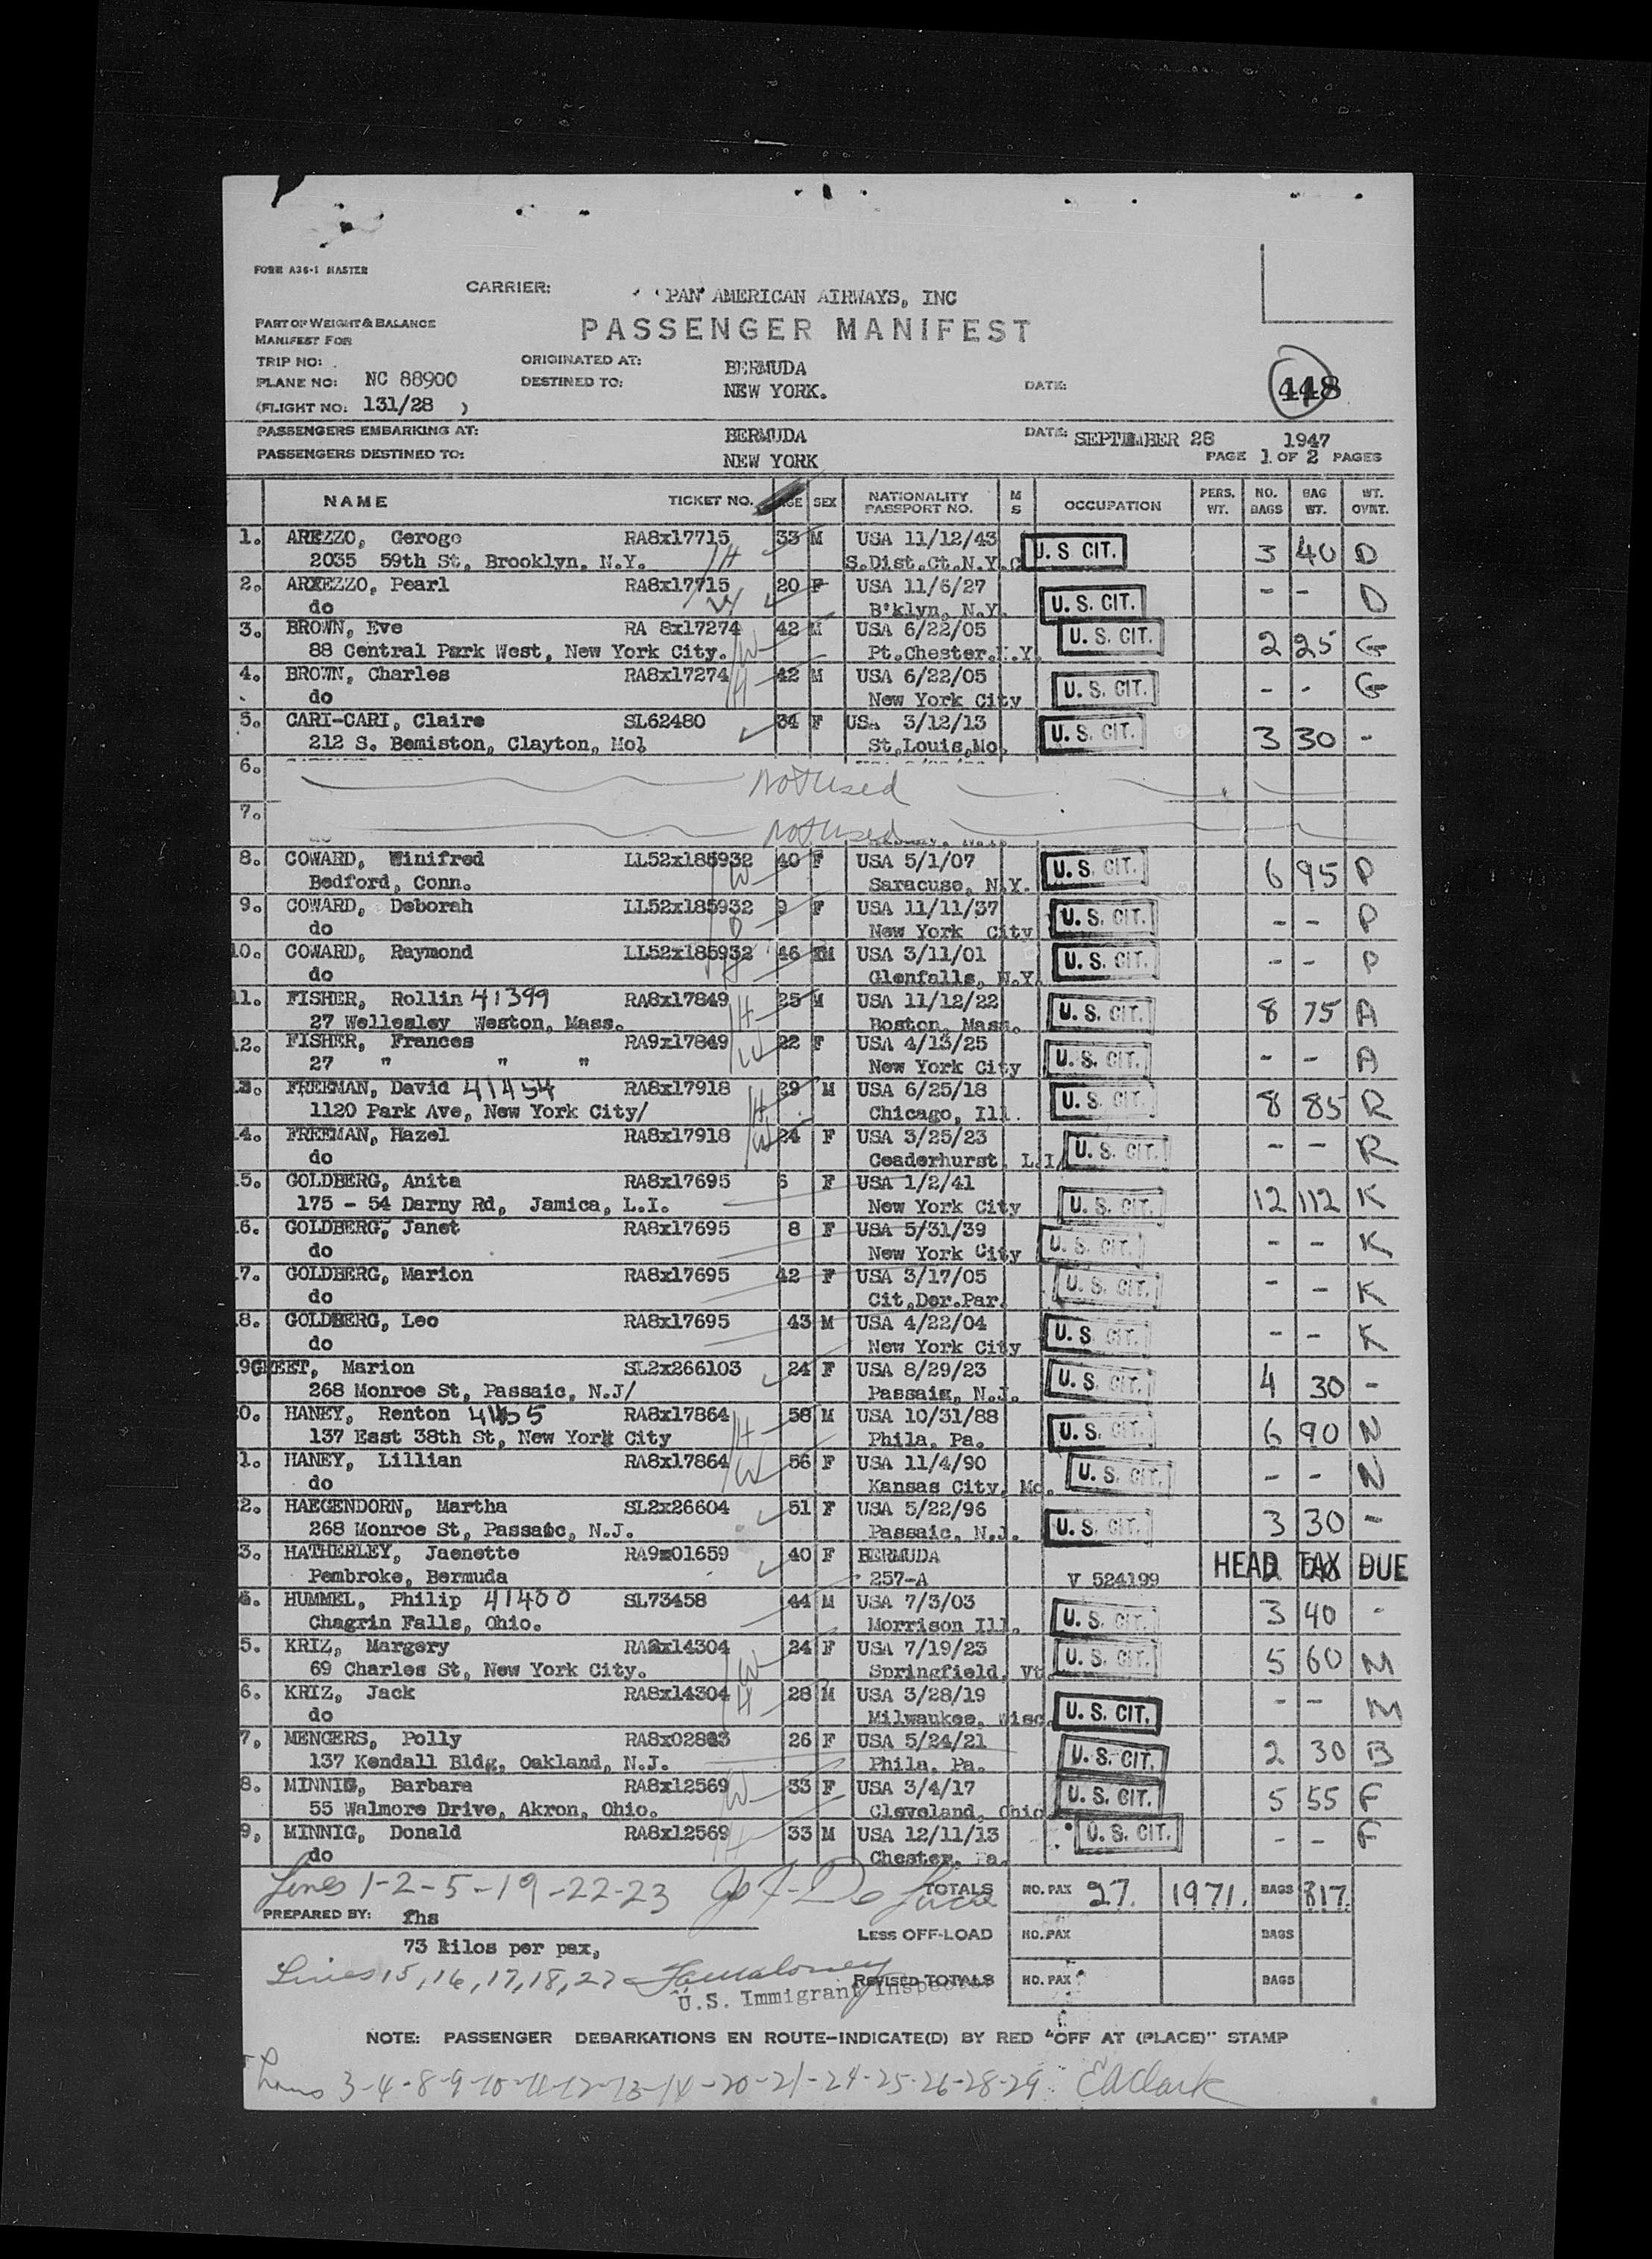 FORM A36-1 MASTER
CARRIER: PAN AMERICAN AIRWAYS, INC
PART OF WEIGHT & BALANCE
MANIFEST FOR
PASSENGER MANIFEST
TRIP NO:
ORIGINATED AT: BERMUDA
PLANE NO: NC 88900
DESTINED TO: NEW YORK.
DATE:
448
(FLIGHT NO: 131/28 )
PASSENGERS EMBARKING AT: BERMUDA
DATE: SEPTEMBER 28 1947
PASSENGERS DESTINED TO: NEW YORK
PAGE 1 OF 2 PAGES
NAME TICKET NO. AGE SEX NATIONALITY PASSPORT NO. M S OCCUPATION PERS. WT. NO. BAGS BAG WT. WT. OVNT.
1. AREZZO, Geroge RA8x17715 33 M USA 11/12/43 U.S. CIT. 3 40 D
2035 59th St, Brooklyn, N.Y. H S.Dist.Ct.N.Y.C
2. ARXEZZO, Pearl RA8x17715 20 F USA 11/6/27 U.S. CIT. - - D
do W B'klyn, N.Y.
3. BROWN, Eve RA 8x17274 42 M USA 6/22/05 U.S. CIT. 2 25 G
88 Central Park West, New York City. W Pt.Chester.N.Y.
4. BROWN, Charles RA8x17274 H 42 M USA 6/22/05 U.S. CIT. - - G
do New York City
5. CARI-CARI, Claire SL62480 34 F USA 3/12/13 U.S. CIT. 3 30 -
212 S. Bemiston, Clayton, Mo. St.Louis,Mo.
6. Not used
7. Not used
8. COWARD, Winifred LL52x185932 40 F USA 5/1/07 U.S. CIT. 6 95 P
Bedford, Conn. W Saracuse, N.Y.
9. COWARD, Deborah LL52x185932 9 F USA 11/11/37 U.S. CIT. - - P
do D New York City
10. COWARD, Raymond LL52x185932 46 M USA 3/11/01 U.S. CIT. - - P
do H Glenfalls, N.Y.
11. FISHER, Rollin 41399 RA8x17849 25 M USA 11/12/22 U.S. CIT. 8 75 A
27 Wellesley Weston, Mass. H Boston, Mass.
12. FISHER, Frances RA9x17849 22 F USA 4/13/25 U.S. CIT. - - A
27 " " " W New York City
13. FREEMAN, David 41454 RA8x17918 29 M USA 6/25/18 U.S. CIT. 8 85 R
1120 Park Ave, New York City/ H Chicago, Ill.
4. FREEMAN, Hazel RA8x17918 24 F USA 3/25/23 U.S. CIT. - - R
do W Ceaderhurst, L.I/
5. GOLDBERG, Anita RA8x17695 6 F USA 1/2/41 U.S. CIT. 12 112 K
175 - 54 Darny Rd, Jamica, L.I. New York City
6. GOLDBERG, Janet RA8x17695 8 F USA 5/31/39 U.S. CIT. - - K
do New York City
7. GOLDBERG, Marion RA8x17695 42 F USA 3/17/05 U.S. CIT. - - K
do Cit.Der.Par.
8. GOLDBERG, Leo RA8x17695 43 M USA 4/22/04 U.S. CIT. - - K
do New York City
9 GREET, Marion SL2x266103 24 F USA 8/29/23 U.S. CIT. 4 30 -
268 Monroe St, Passaic, N.J/ Passaig, N.J.
0. HANEY, Renton RA8x17864 58 M USA 10/31/88 U.S. CIT. 6 90 N
137 East 38th St, New York City H Phila. Pa.
1. HANEY, Lillian RA8x17864 56 F USA 11/4/90 U.S. CIT. - - N
do W Kansas City, Mo.
2. HAEGENDORN, Martha SL2x26604 51 F USA 5/22/96 U.S. CIT. 3 30 -
268 Monroe St, Passaic, N.J. Passaic, N.J.
3. HATHERLEY, Jaenette RA9x01659 40 F BERMUDA HEAD TAX DUE
Pembroke, Bermuda 257-A V 524199
4. HUMMEL, Philip 41400 SL73458 44 M USA 7/3/03 U.S. CIT. 3 40 -
Chagrin Falls, Ohio. Morrison Ill.
5. KRIZ, Margery RA8x14304 24 F USA 7/19/23 U.S. CIT. 5 60 M
69 Charles St, New York City. W Springfield, Vt.
6. KRIZ, Jack RA8x14304 28 M USA 3/28/19 U.S. CIT. - - M
do H Milwaukee, Wisc.
7, MENGERS, Polly 26 F USA 5/24/21 U.S. CIT. 2 30 B
137 Kendall Bldg, Oakland, N.J. Phila. Pa.
8. MINNIG, Barbara RA8x12569 33 F USA 3/4/17 U.S. CIT. 5 55 F
55 Walmore Drive, Akron, Ohio. W Cleveland, Ohio
9, MINNIG, Donald RA8x12569 33 M USA 12/11/13 U.S. CIT. - - F
do H Chester, Pa.
Lines 1-2-5-19-22-23 TOTALS NO. PAX 27. 1971. BAGS 817.
PREPARED BY: fhs
LESS OFF-LOAD NO. PAX BAGS
73 kilos per pax,
Lines 15, 16, 17, 18, 27 REVISED TOTALS NO. PAX BAGS
U.S. Immigrant Inspector
NOTE: PASSENGER DEBARKATIONS EN ROUTE-INDICATE(D) BY RED "OFF AT (PLACE)" STAMP
3-4-8-9-10-11-12-13-14-20-21-24-25-26-28-29 EAClark